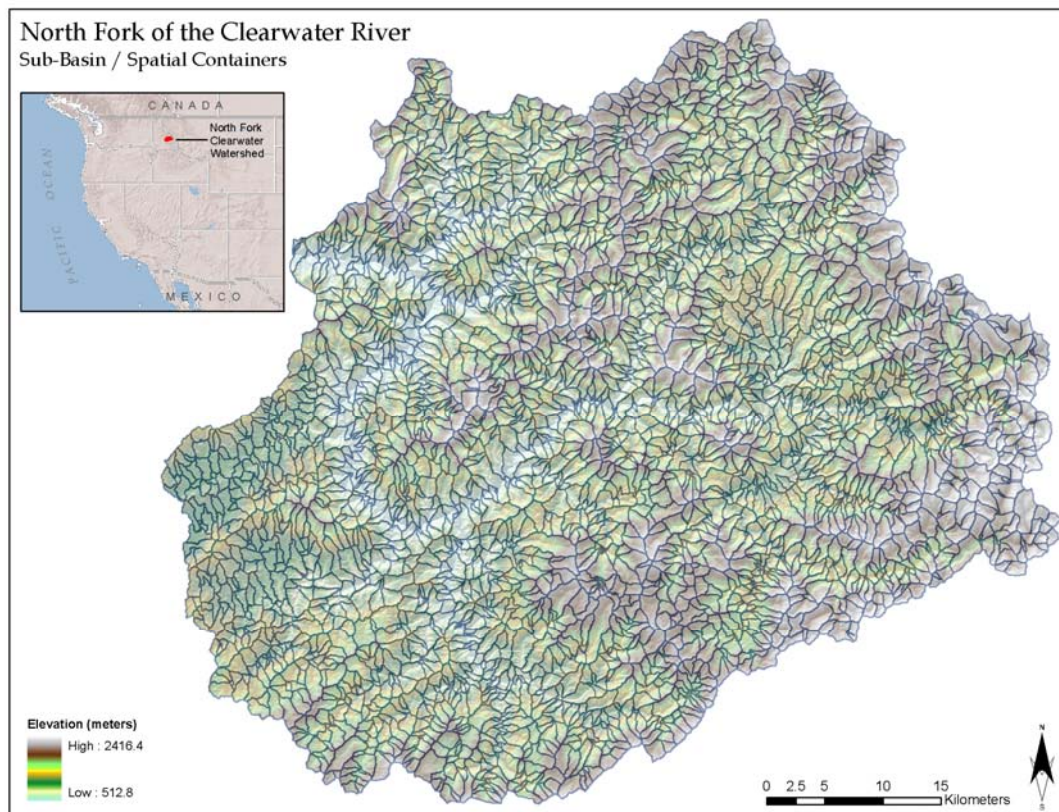 North Fork of the Clearwater River
Sub-Basin / Spatial Containers
CANADA
North Fork
Clearwater
Watershed
PACIFIC OCEAN
MEXICO
Elevation (meters)
High : 2416.4
Low : 512.8
N
S
0 2.5 5 10 15
Kilometers